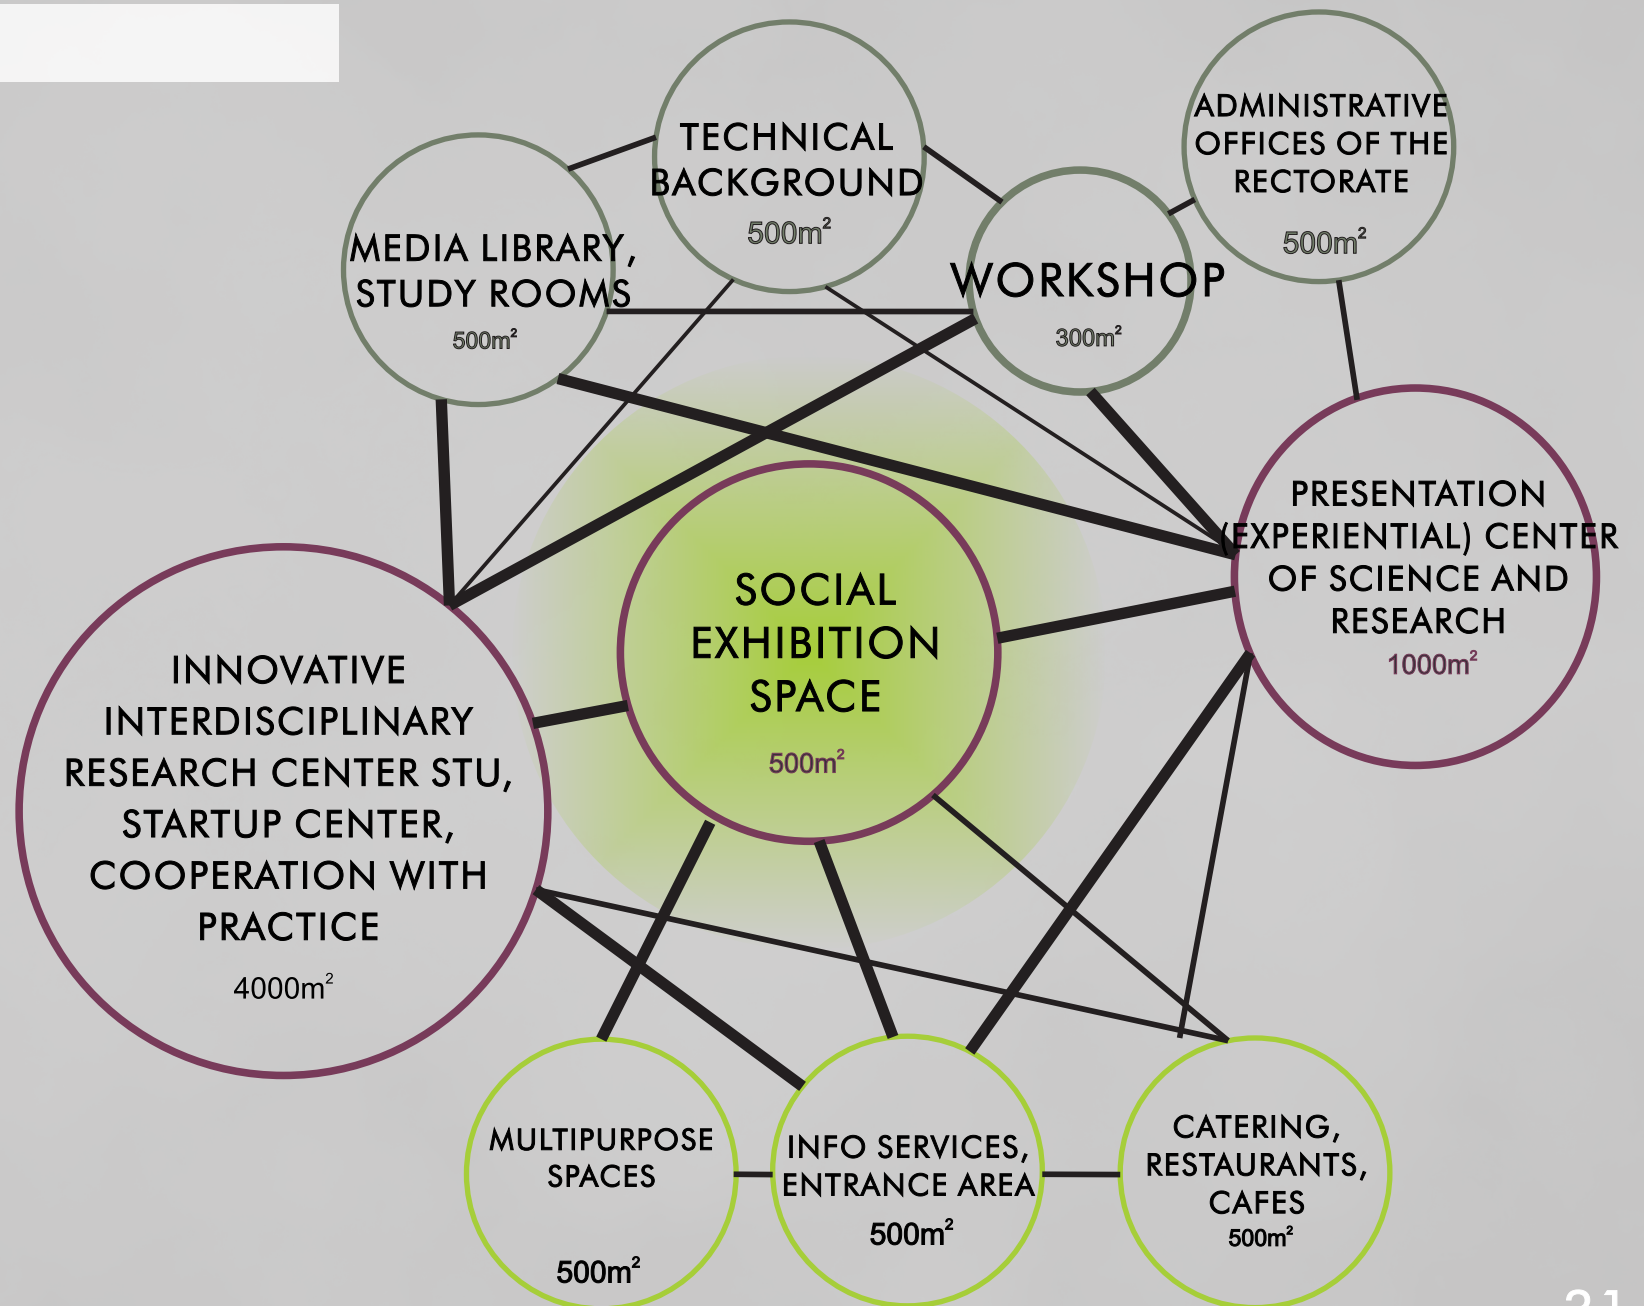 TECHNICAL
BACKGROUND
500m²
ADMINISTRATIVE
OFFICES OF THE
RECTORATE
500m²
MEDIA LIBRARY,
STUDY ROOMS
500m²
WORKSHOP
300m²
PRESENTATION
(EXPERIENTIAL) CENTER
OF SCIENCE AND
RESEARCH
1000m²
SOCIAL
EXHIBITION
SPACE
500m²
INNOVATIVE
INTERDISCIPLINARY
RESEARCH CENTER STU,
STARTUP CENTER,
COOPERATION WITH
PRACTICE
4000m²
MULTIPURPOSE
SPACES
500m²
INFO SERVICES,
ENTRANCE AREA
500m²
CATERING,
RESTAURANTS,
CAFES
500m²